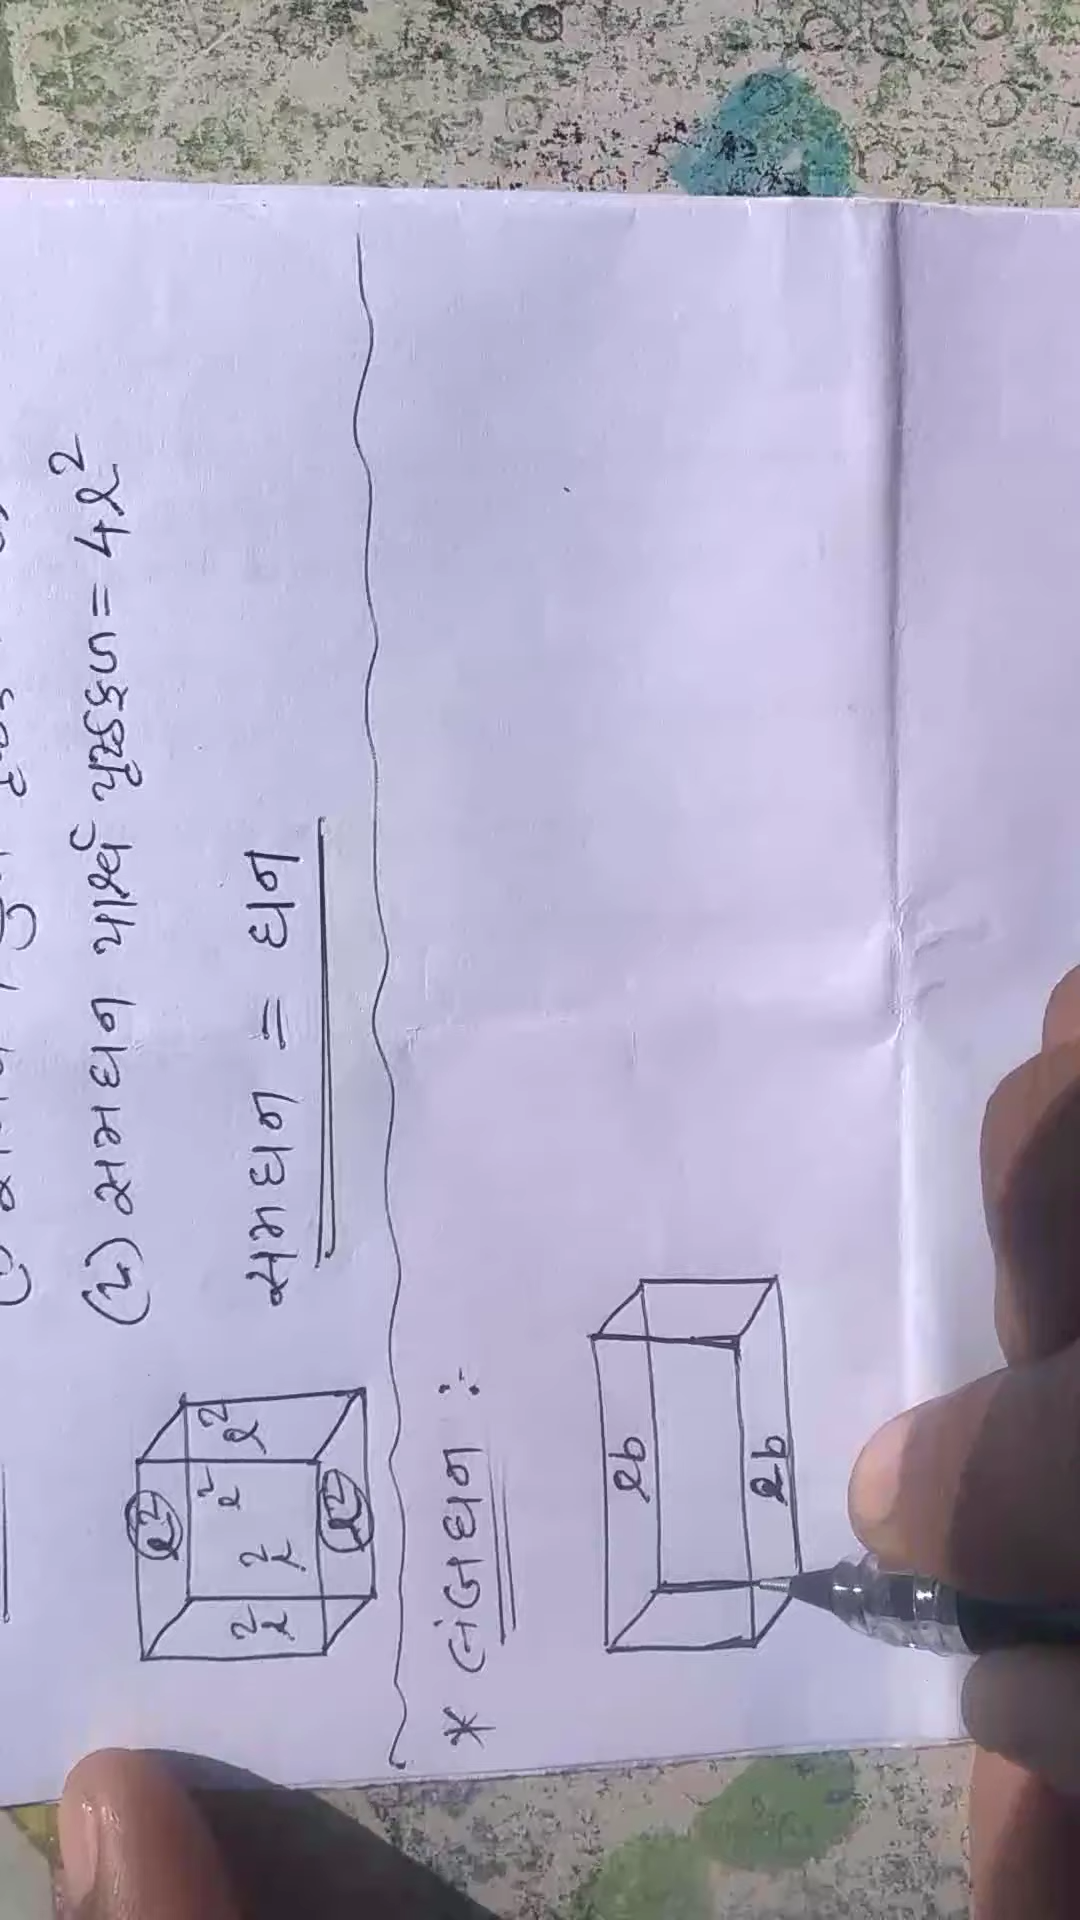 (૨) સમઘન પાર્શ્વ પૃષ્ઠફળ = 4l²
સમઘન = ઘન
l²
l²
l²
l²
l²
l²
* લંબઘન :-
lb
lb